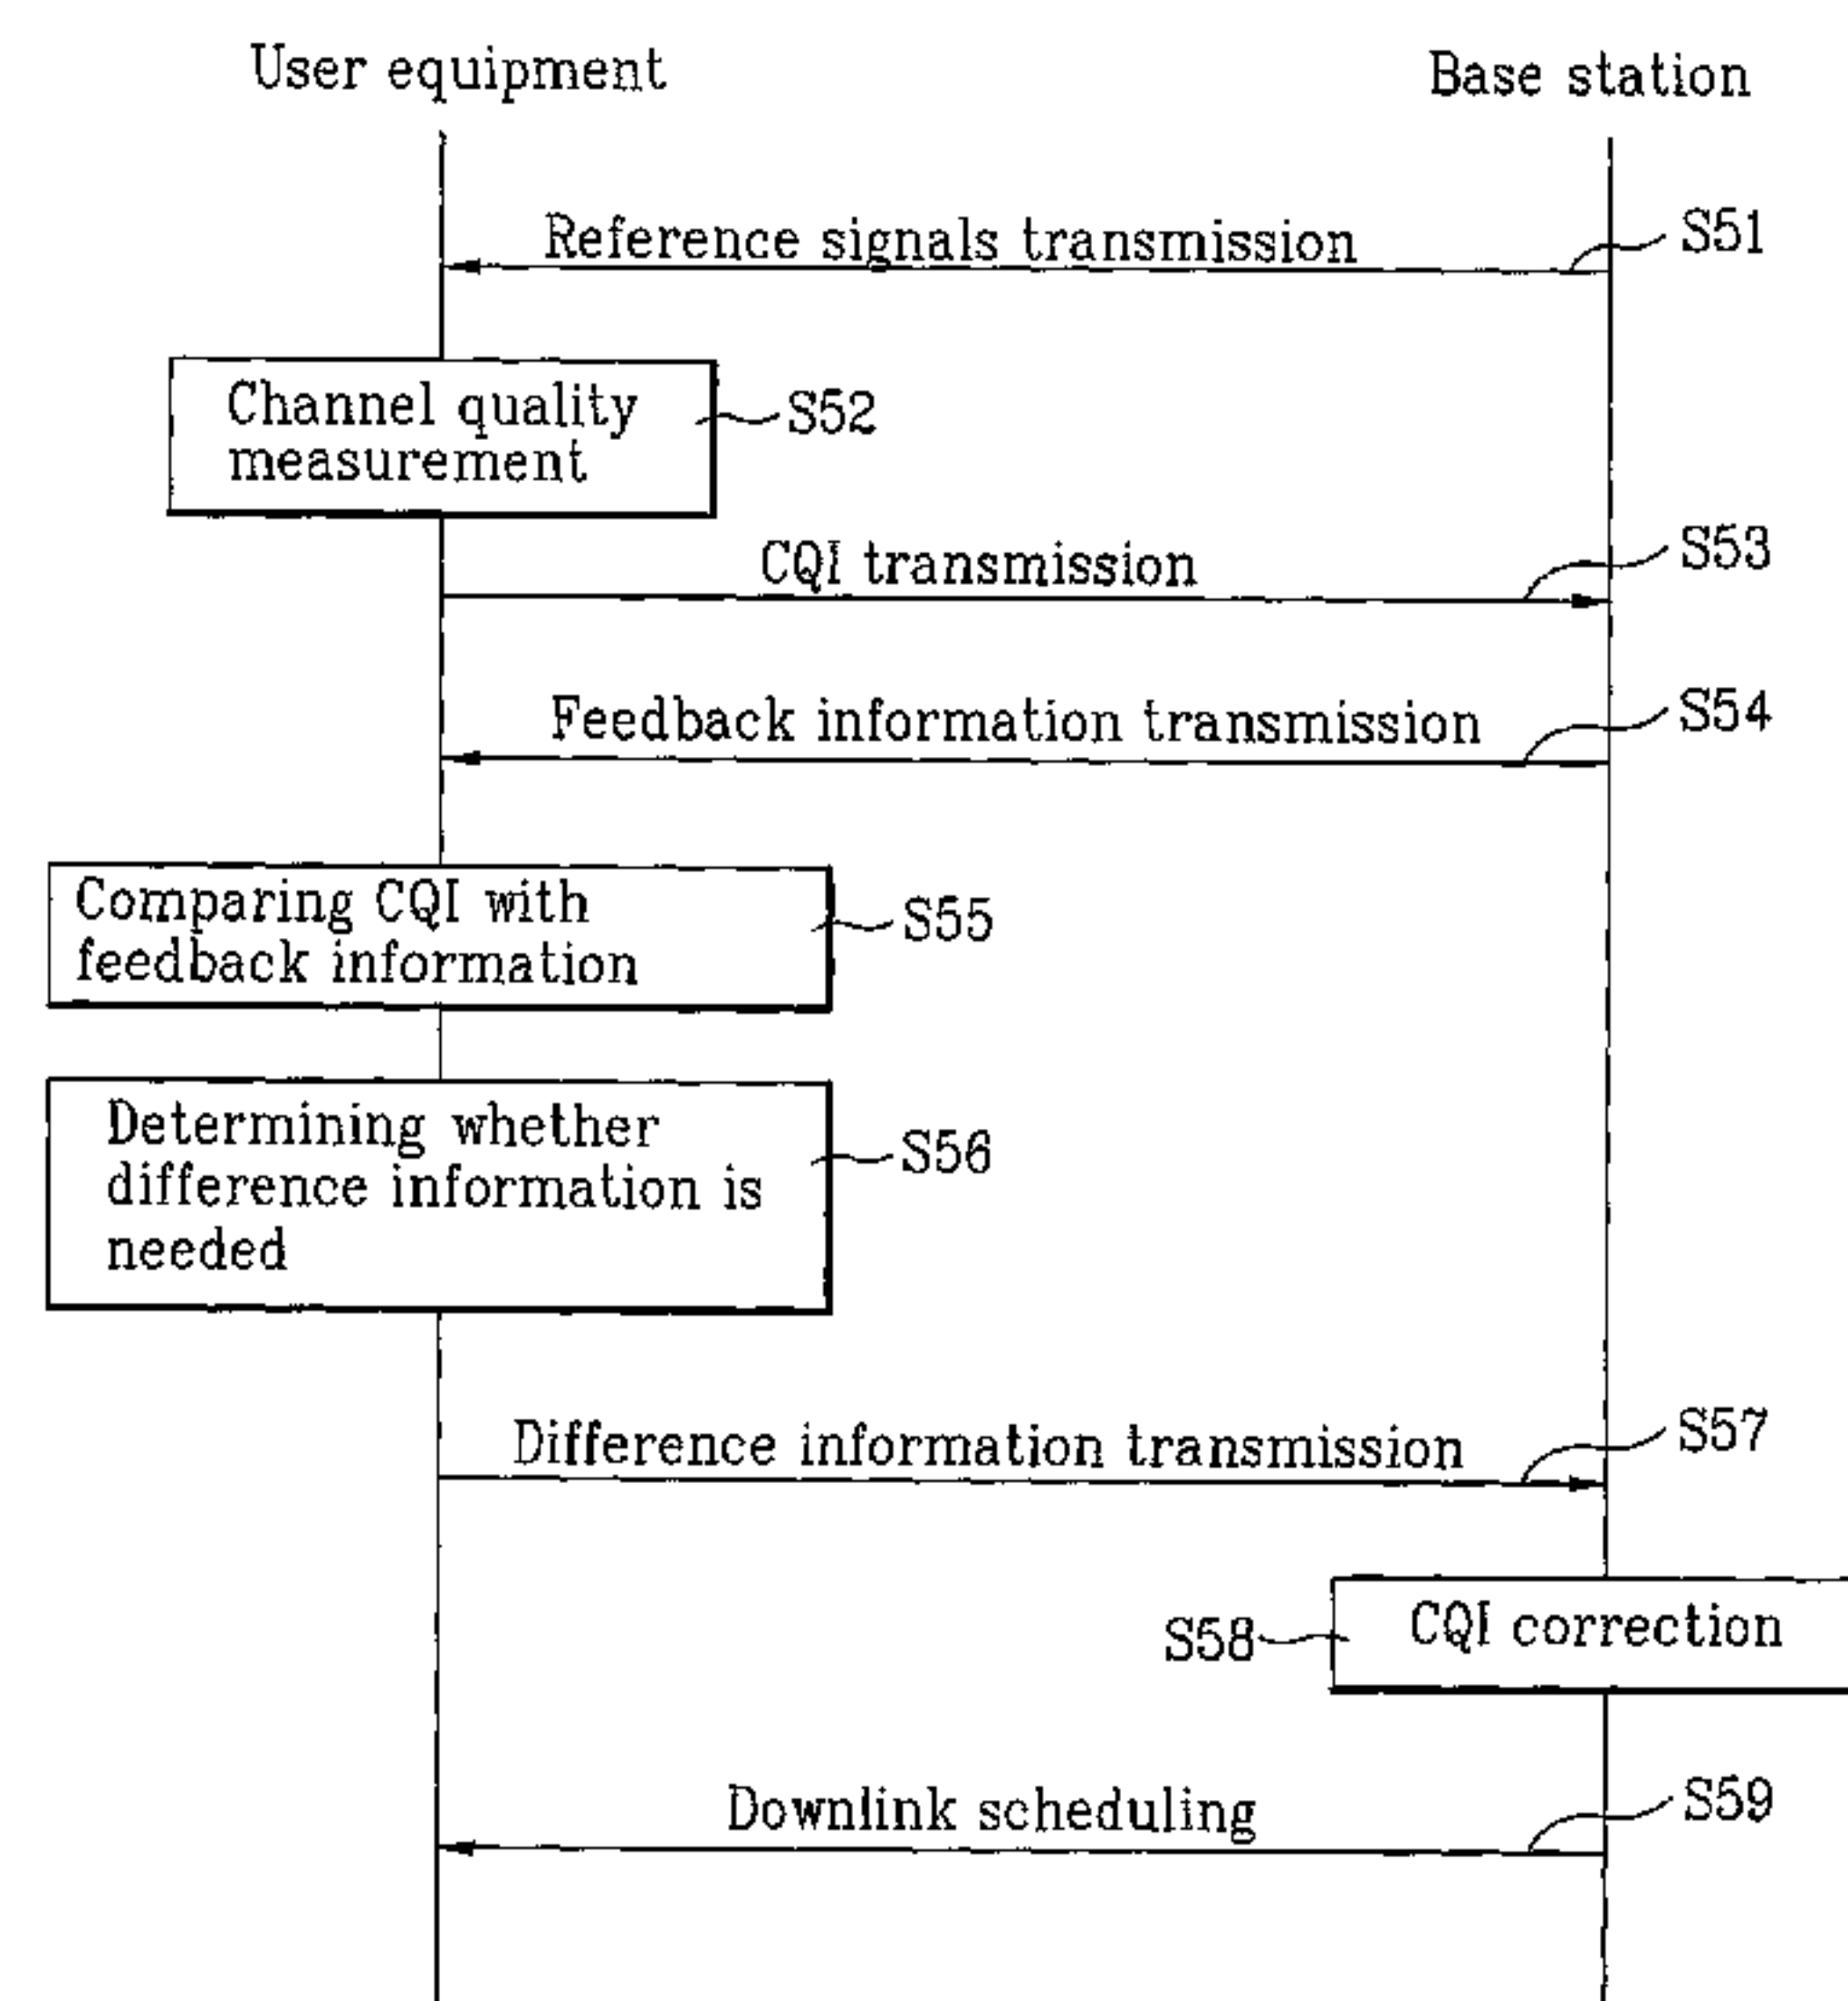 User equipment
Base station
Reference signals transmission
S51
Channel quality
measurement
S52
CQI transmission
S53
Feedback information transmission
S54
Comparing CQI with
feedback information
S55
Determining whether
difference information is
needed
S56
Difference information transmission
S57
S58
CQI correction
Downlink scheduling
S59